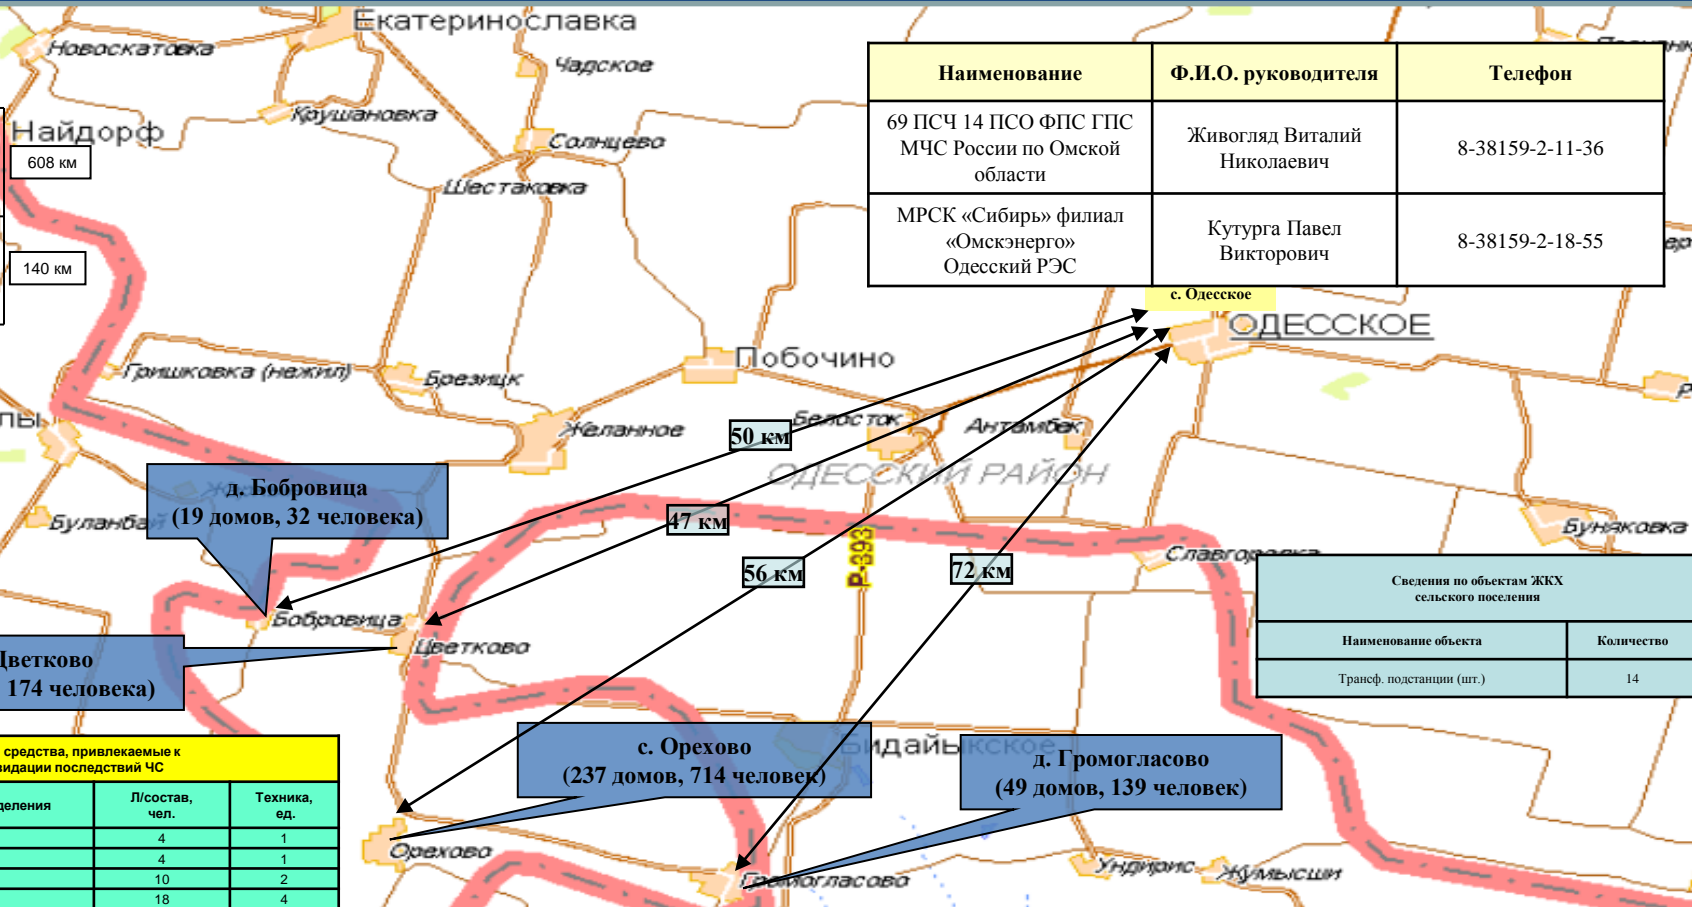 Екатеринославка
Новоскатовка
Чадское
Крушановка
Найдорф
Солнцево
608 км
Шестаковка
140 км
Наименование
Ф.И.О. руководителя
Телефон
69 ПСЧ 14 ПСО ФПС ГПС
МЧС России по Омской
области
Живогляд Виталий
Николаевич
8-38159-2-11-36
МРСК «Сибирь» филиал
«Омскэнерго»
Одесский РЭС
Кутурга Павел
Викторович
8-38159-2-18-55
с. Одесское
ОДЕССКОЕ
Побочино
Гришковка (нежил)
Брезицк
Желанное
Белосток
Антамбек
50 км
ОДЕССКИЙ РАЙОН
д. Бобровица
(19 домов, 32 человека)
Буланбай
47 км
Р-393
Буняковка
Славгородка
56 км
72 км
Бобровица
Цветково
Цветково
174 человека)
Сведения по объектам ЖКХ
сельского поселения
Наименование объекта
Количество
Трансф. подстанции (шт.)
14
с. Орехово
(237 домов, 714 человек)
Бидайыкское
д. Громогласово
(49 домов, 139 человек)
средства, привлекаемые к
видации последствий ЧС
деления
Л/состав,
чел.
Техника,
ед.
4
1
4
1
10
2
18
4
Орехово
Громогласово
Ундирис
Жумысши